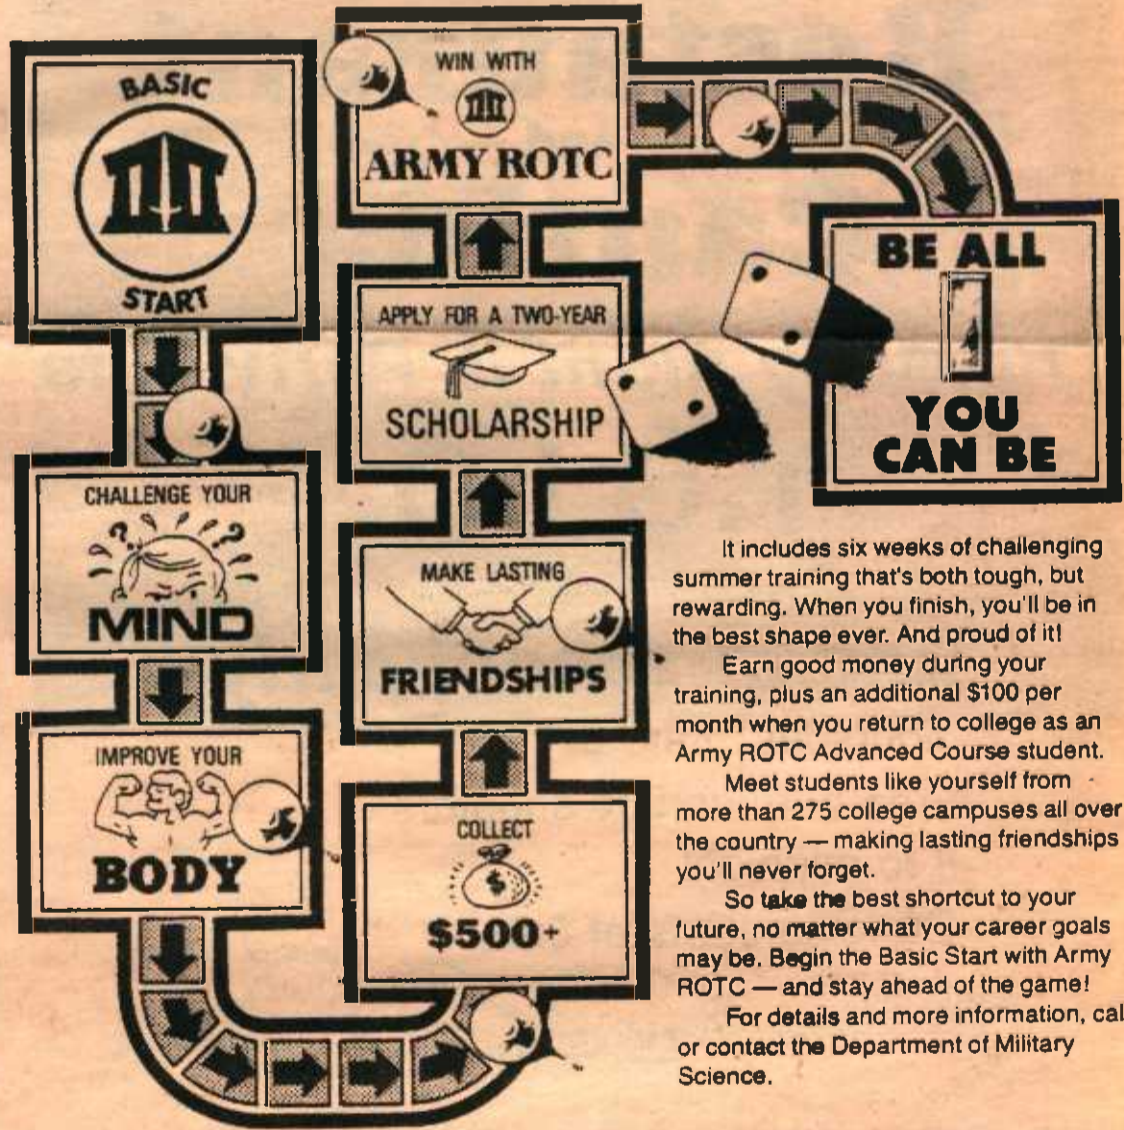 BASIC
START
CHALLENGE YOUR
? ?
?
MIND
IMPROVE YOUR
BODY
COLLECT
$
$500+
MAKE LASTING
FRIENDSHIPS
APPLY FOR A TWO-YEAR
SCHOLARSHIP
WIN WITH
ARMY ROTC
BE ALL
YOU
CAN BE
It includes six weeks of challenging
summer training that's both tough, but
rewarding. When you finish, you'll be in
the best shape ever. And proud of it!
Earn good money during your
training, plus an additional $100 per
month when you return to college as an
Army ROTC Advanced Course student.
Meet students like yourself from
more than 275 college campuses all over
the country — making lasting friendships
you'll never forget.
So take the best shortcut to your
future, no matter what your career goals
may be. Begin the Basic Start with Army
ROTC — and stay ahead of the game!
For details and more information, cal
or contact the Department of Military
Science.